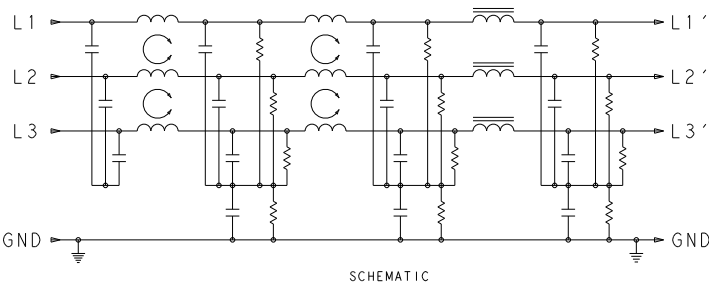 L1 L1'
L2 L2'
L3 L3'
GND GND
SCHEMATIC